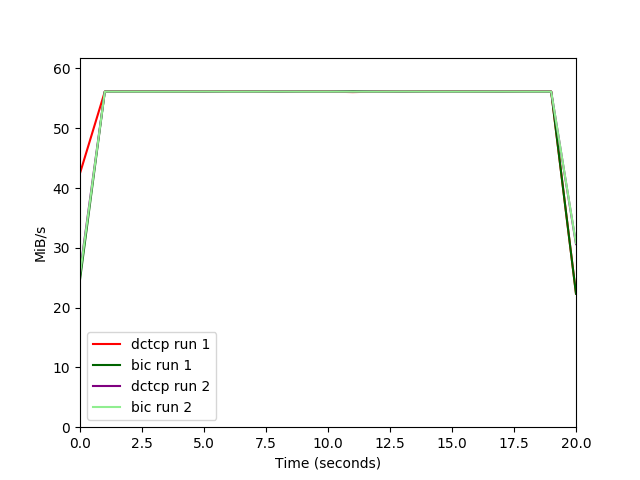 60
50
40
30
20
10
0
MiB/s
dctcp run 1
bic run 1
dctcp run 2
bic run 2
0.0 2.5 5.0 7.5 10.0 12.5 15.0 17.5 20.0
Time (seconds)